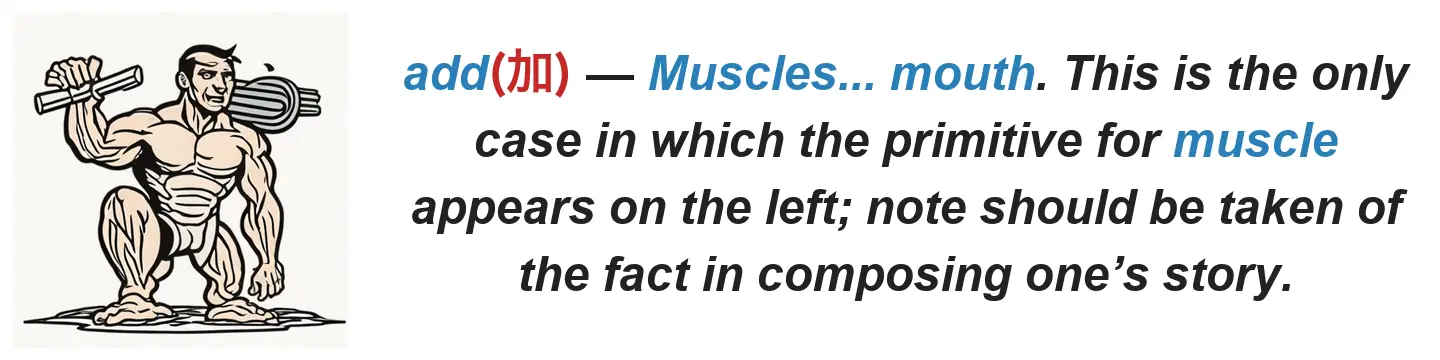 add(加) — Muscles... mouth. This is the only
case in which the primitive for muscle
appears on the left; note should be taken of
the fact in composing one’s story.